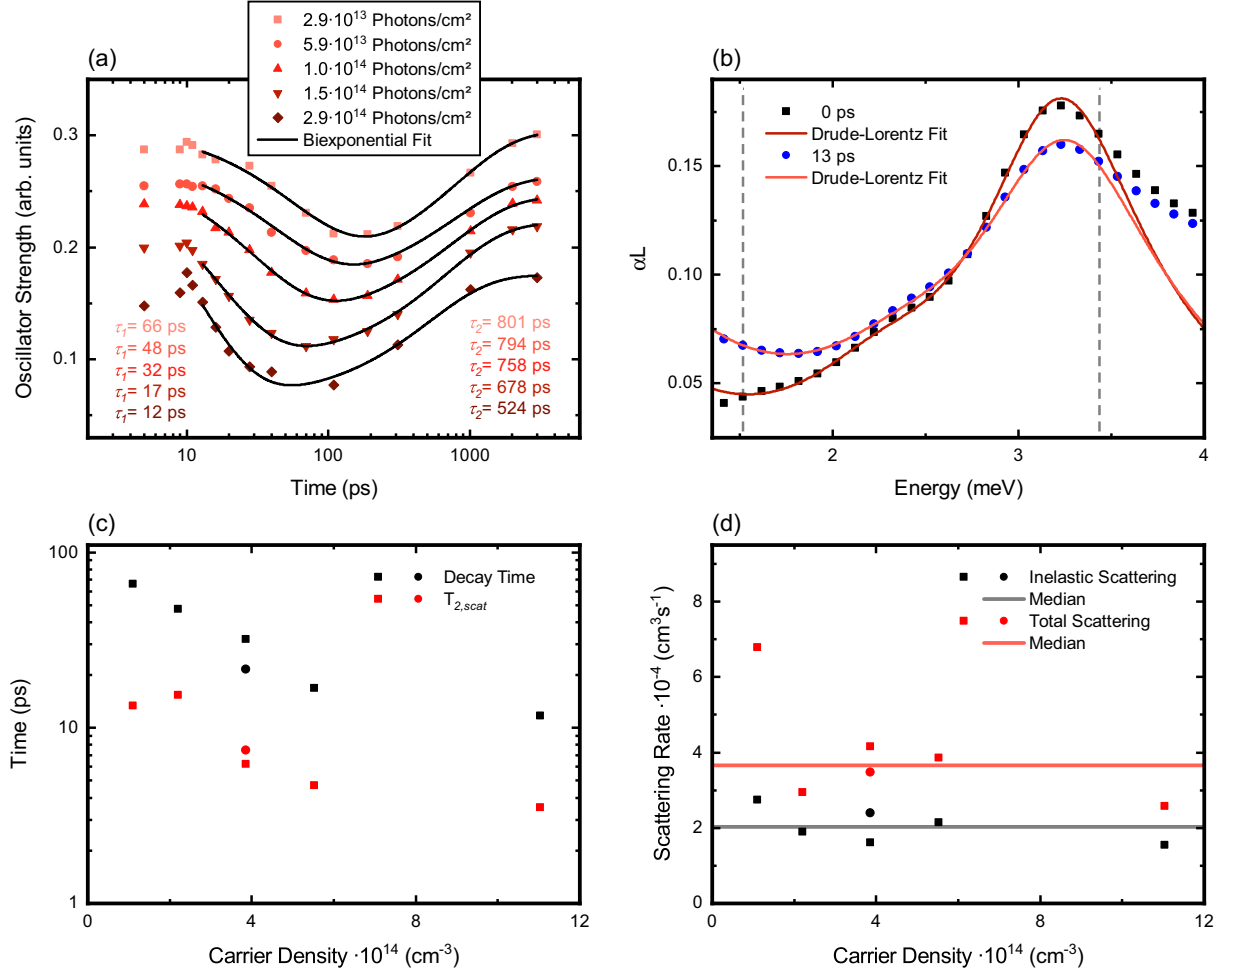 (a)
2.9·10¹³ Photons/cm²
5.9·10¹³ Photons/cm²
1.0·10¹⁴ Photons/cm²
1.5·10¹⁴ Photons/cm²
2.9·10¹⁴ Photons/cm²
Biexponential Fit
Oscillator Strength (arb. units)
0.3
0.2
0.1
τ₁= 66 ps
τ₁= 48 ps
τ₁= 32 ps
τ₁= 17 ps
τ₁= 12 ps
τ₂= 801 ps
τ₂= 794 ps
τ₂= 758 ps
τ₂= 678 ps
τ₂= 524 ps
10 100 1000
Time (ps)
(b)
0 ps
Drude-Lorentz Fit
13 ps
Drude-Lorentz Fit
αL
0.15
0.10
0.05
2 3 4
Energy (meV)
(c)
Decay Time
T₂,scat
Time (ps)
100
10
1
0 4 8 12
Carrier Density ·10¹⁴ (cm⁻³)
(d)
Inelastic Scattering
Median
Total Scattering
Median
Scattering Rate ·10⁻⁴ (cm³s⁻¹)
8
6
4
2
0
0 4 8 12
Carrier Density ·10¹⁴ (cm⁻³)